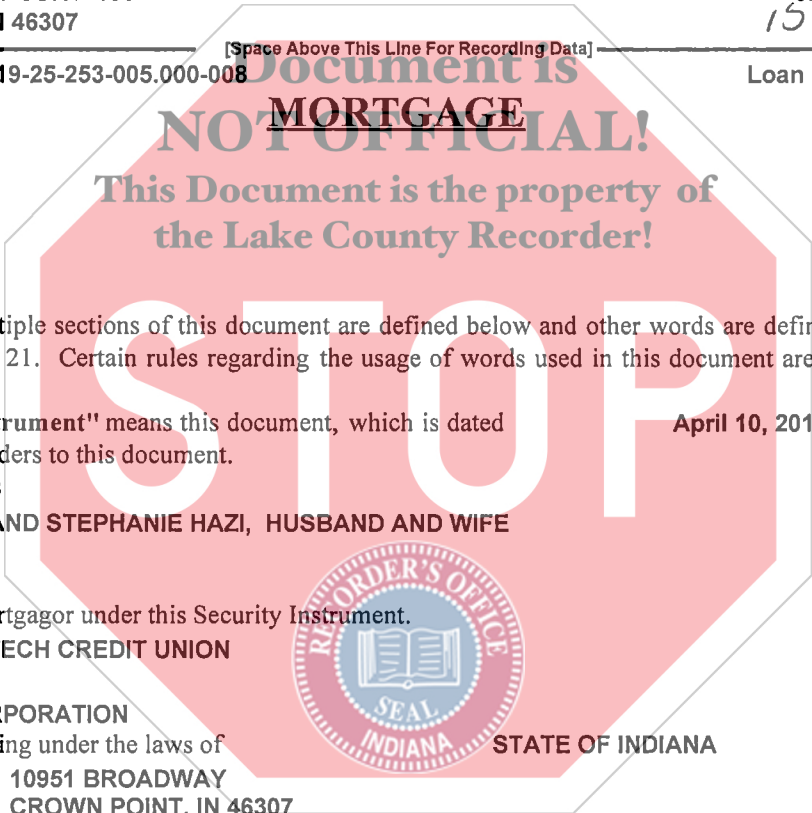 46307
15
[Space Above This Line For Recording Data]
19-25-253-005.000-008
Loan
Document is
MORTGAGE
NOT OFFICIAL!
This Document is the property of
the Lake County Recorder!
tiple sections of this document are defined below and other words are defin
21. Certain rules regarding the usage of words used in this document are
rument" means this document, which is dated April 10, 201
ders to this document.
AND STEPHANIE HAZI, HUSBAND AND WIFE
STOP
RECORDER'S OFFICE
SEAL
INDIANA
rtgagor under this Security Instrument.
ECH CREDIT UNION
RPORATION
ing under the laws of STATE OF INDIANA
10951 BROADWAY
CROWN POINT, IN 46307